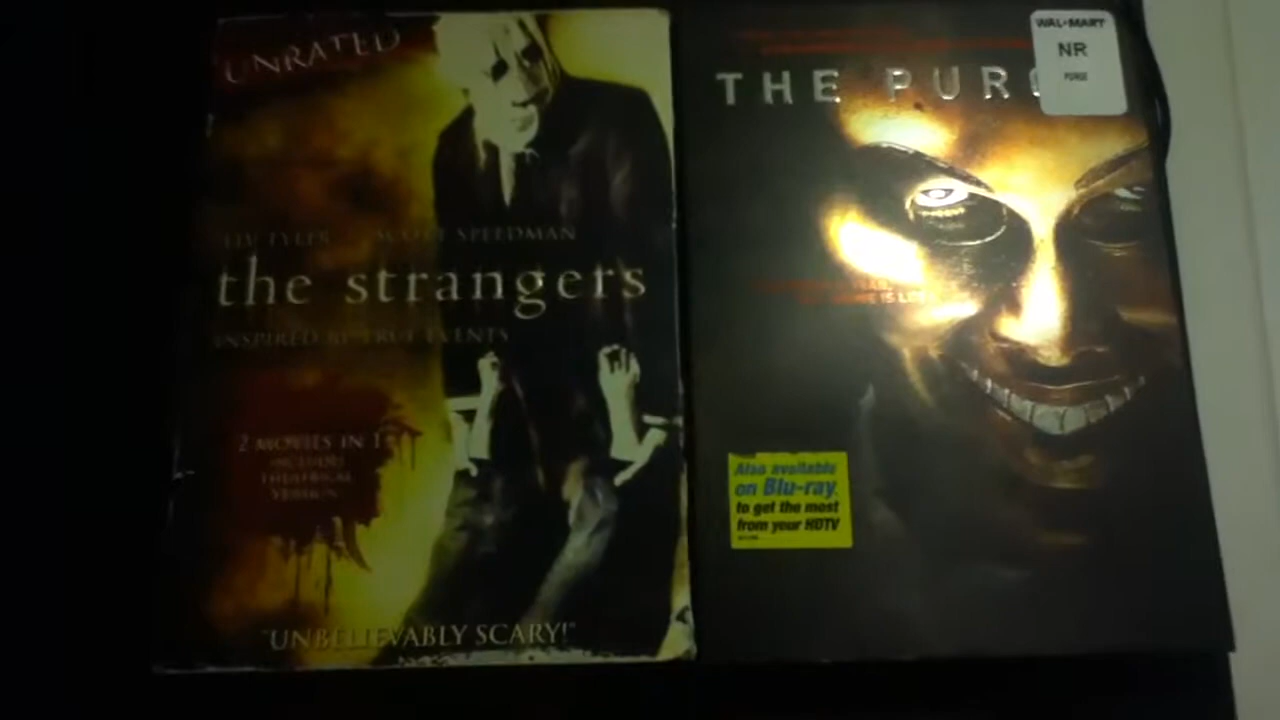 UNRATED
LIV TYLER SCOTT SPEEDMAN
the strangers
INSPIRED BY TRUE EVENTS
2 MOVIES IN 1
INCLUDES
THEATRICAL
VERSION
"UNBELIEVABLY SCARY!"
WAL-MART
NR
PURGE
THE PUR
Also available
on Blu-ray
to get the most
from your HDTV